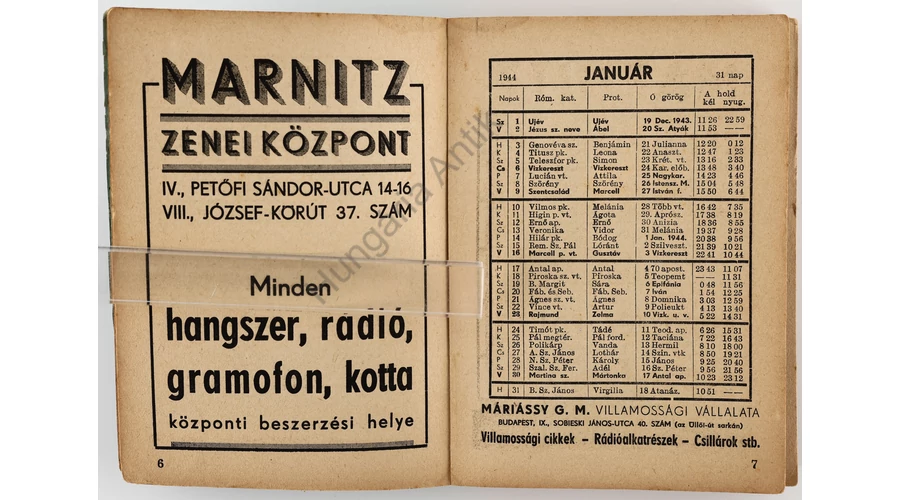 MARNITZ
ZENEI KÖZPONT
IV., PETŐFI SÁNDOR-UTCA 14-16
VIII., JÓZSEF-KÖRÚT 37. SZÁM
Minden
hangszer, rádió,
gramofon, kotta
központi beszerzési helye
6
1944 JANUÁR 31 nap
Napok Róm. kat. Prot. Ó görög A hold
kél nyug.
Sz 1 Ujév Ujév 19 Dec. 1943. 11 26 22 59
V 2 Jézus sz. neve Ábel 20 Sz. Atyák 11 53 ——
H 3 Genovéva sz. Benjámin 21 Julianna 12 20 0 12
K 4 Titusz pk. Leona 22 Anaszt. 12 47 1 23
Sz 5 Teleszfor pk. Simon 23 Krét. vt. 13 16 2 33
Cs 6 Vizkereszt Vizkereszt 24 Kar. előb. 13 48 3 40
P 7 Lucián vt. Attila 25 Nagykar. 14 23 4 46
Sz 8 Szörény Szörény 26 Istensz. M. 15 04 5 48
V 9 Szentcsalád Marcell 27 István f. 15 50 6 44
H 10 Vilmos pk. Melánia 28 Több vt. 16 42 7 35
K 11 Higin p. vt. Ágota 29 Aprósz. 17 38 8 19
Sz 12 Ernő ap. Ernő 30 Anizia 18 36 8 55
Cs 13 Veronika Vidor 31 Melánia 19 37 9 28
P 14 Hilár pk. Bódog 1 Jan. 1944. 20 38 9 56
Sz 15 Rem. Sz. Pál Lóránt 2 Szilveszt. 21 39 10 21
V 16 Marcell p. vt. Gusztáv 3 Vizkereszt 22 41 10 44
H 17 Antal ap. Antal 4 70 apost. 23 43 11 07
K 18 Piroska sz. vt. Piroska 5 Teopemt —— 11 31
Sz 19 B. Margit Sára 6 Epifánia 0 48 11 56
Cs 20 Fáb. és Seb. Fáb. Seb. 7 Iván 1 54 12 25
P 21 Ágnes sz. vt. Ágnes 8 Domnika 3 03 12 59
Sz 22 Vince vt. Artur 9 Polieukt 4 13 13 40
V 23 Rajmund Zelma 10 Vizk. u. v. 5 22 14 31
H 24 Timót pk. Tádé 11 Teod. ap. 6 26 15 31
K 25 Pál megtér. Pál ford. 12 Taciána 7 22 16 42
Sz 26 Polikárp Vanda 13 Hermil 8 10 18 00
Cs 27 A. Sz. János Lothár 14 Szin. vtk 8 50 19 21
P 28 N. Sz. Péter Károly 15 János 9 25 20 40
Sz 29 Szal. Sz. Fer. Adél 16 Sz. Péter 9 56 21 56
V 30 Martina sz. Mártonka 17 Antal ap. 10 23 23 12
H 31 B. Sz. János Virgilia 18 Atanáz. 10 51 ——
MÁRIÁSSY G. M. VILLAMOSSÁGI VÁLLALATA
BUDAPEST, IX., SOBIESKI JÁNOS-UTCA 40. SZÁM (az Üllői-út sarkán)
Villamossági cikkek – Rádióalkatrészek – Csillárok stb.
7
Hungaria Antik